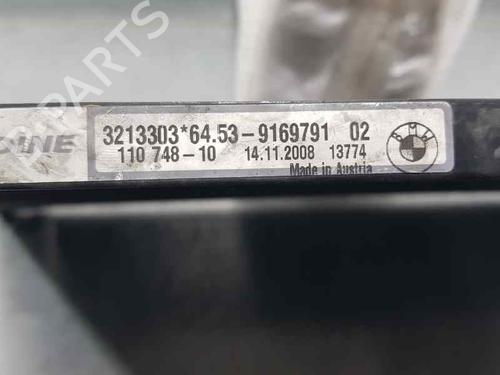 3213303*64.53-9169791 02
110 748-10 14.11.2008 13774
Made in Austria
BMW
B-PARTS